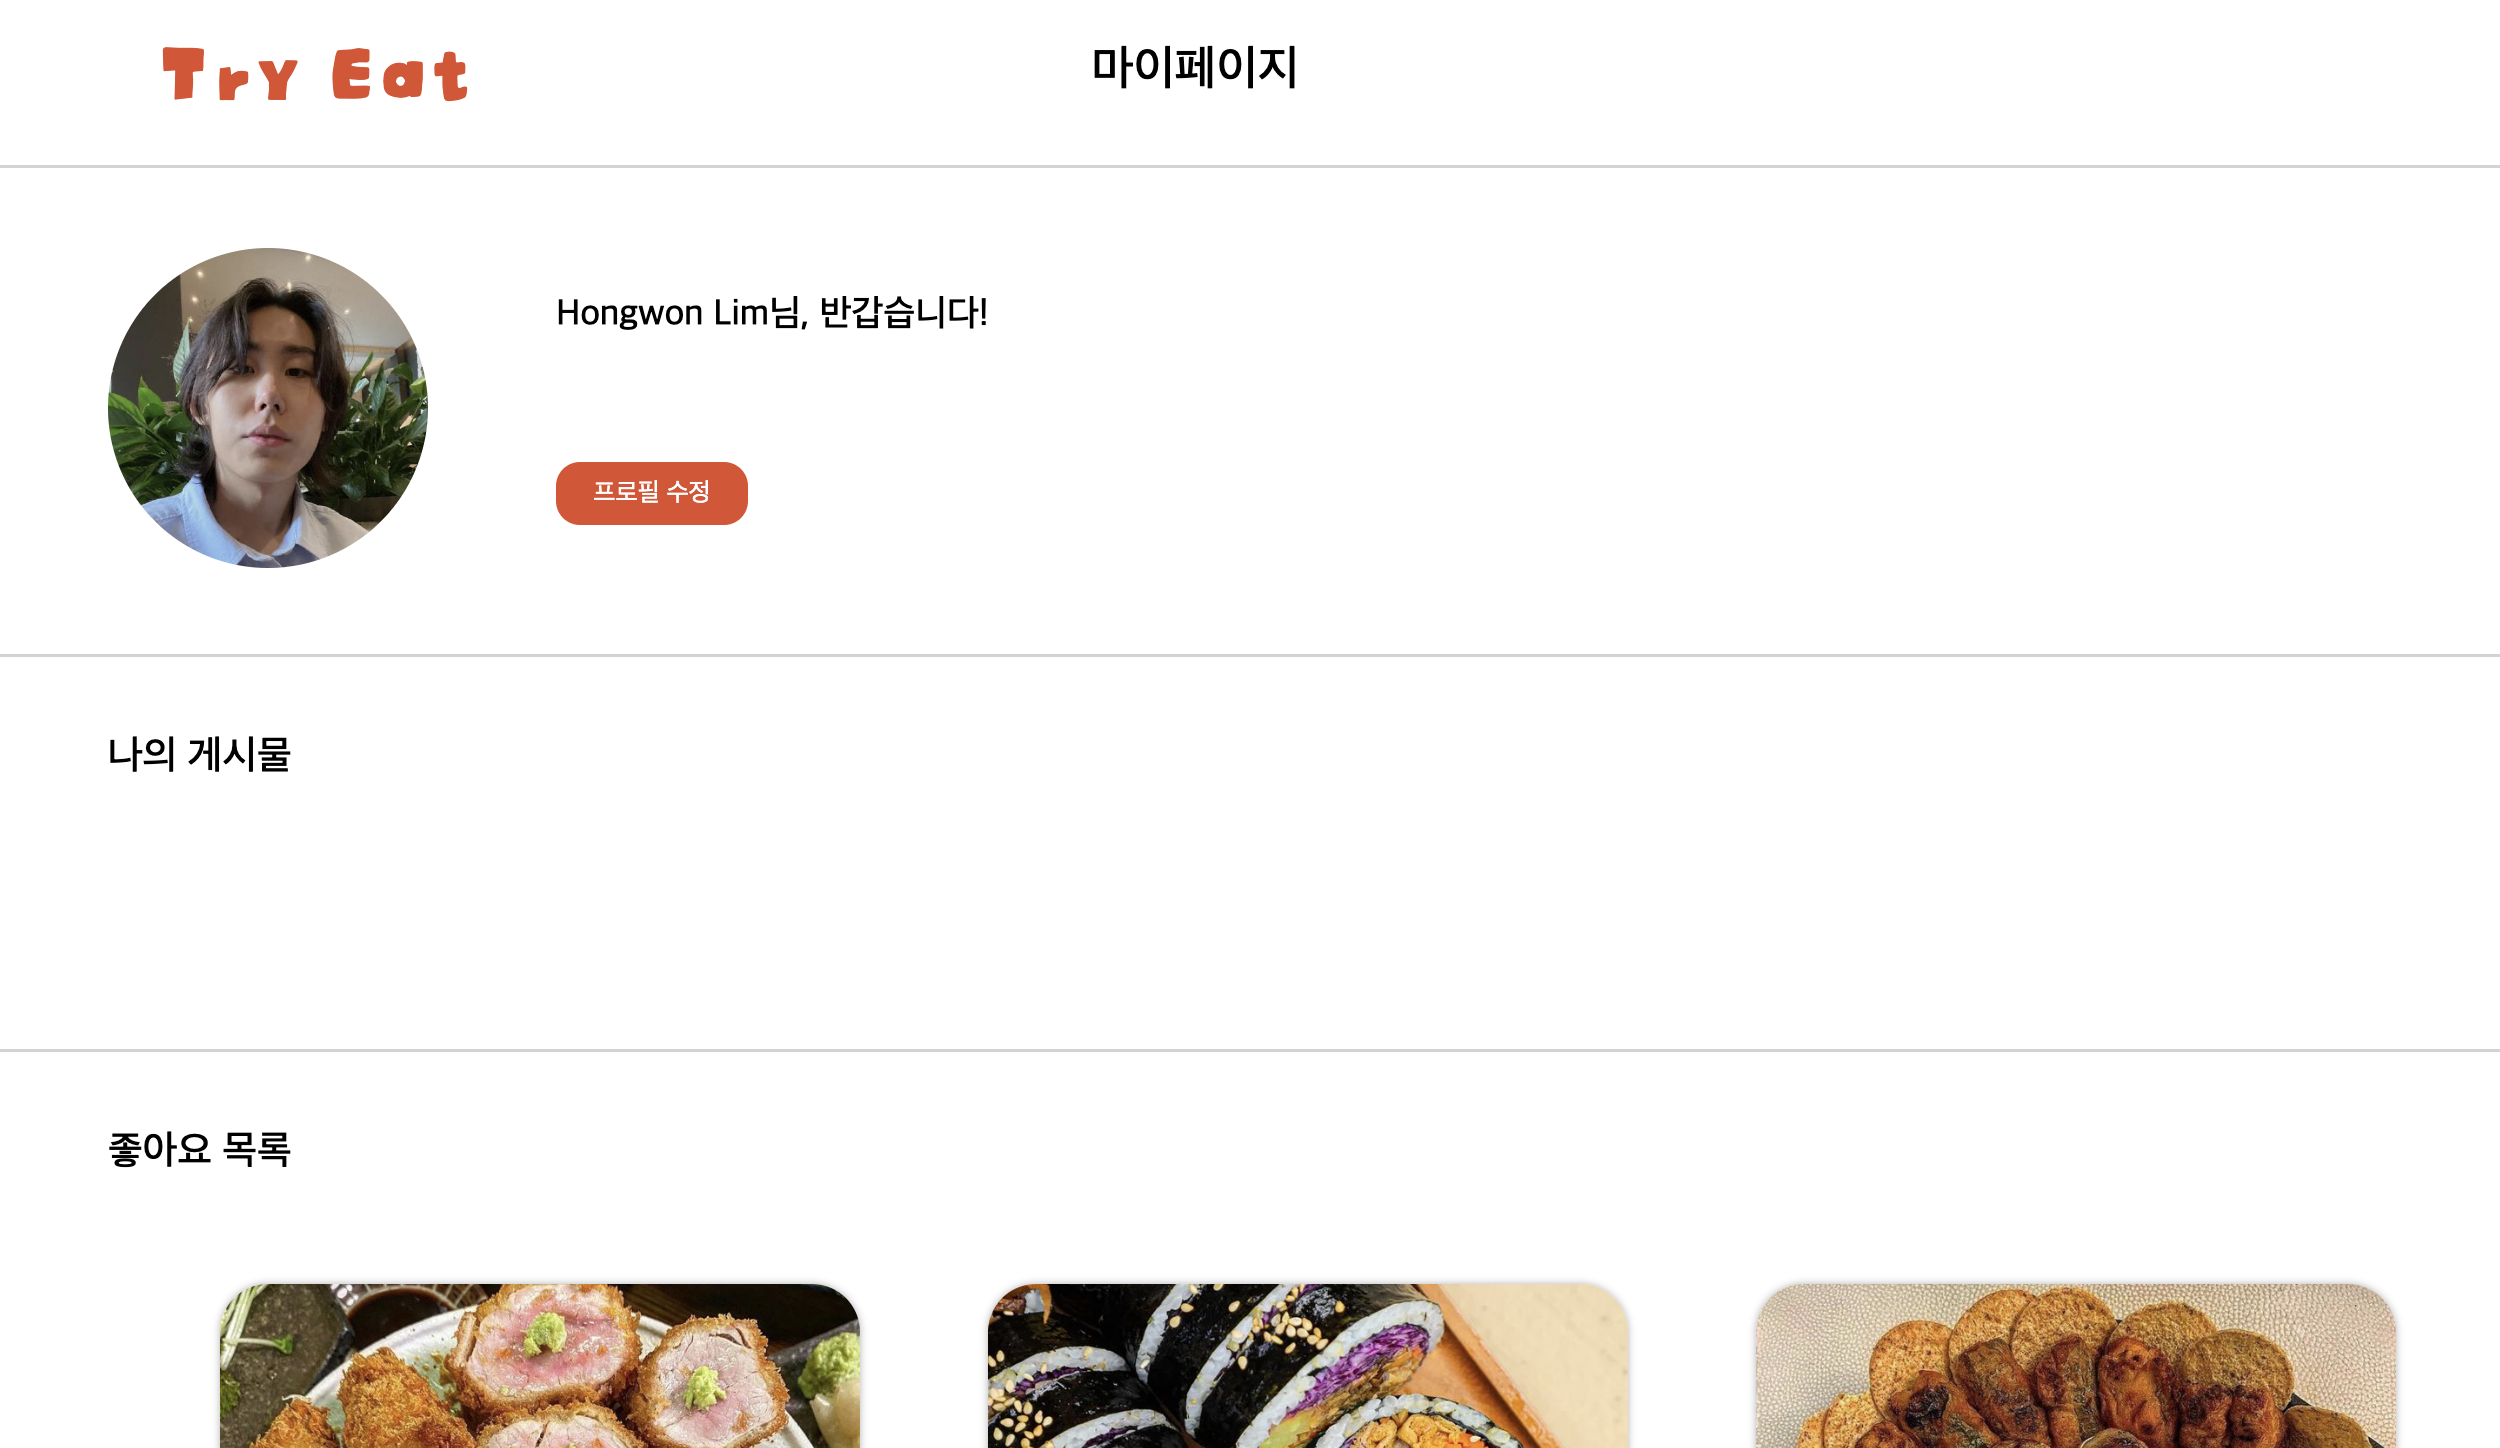 Try Eat
마이페이지
Hongwon Lim님, 반갑습니다!
프로필 수정
나의 게시물
좋아요 목록